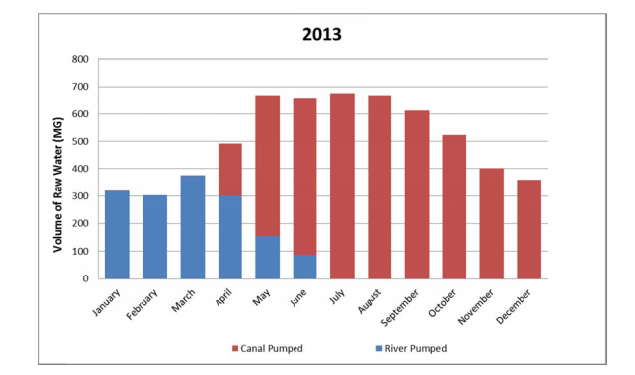 2013
Volume of Raw Water (MG)
800
700
600
500
400
300
200
100
0
January
February
March
April
May
June
July
August
September
October
November
December
Canal Pumped
River Pumped